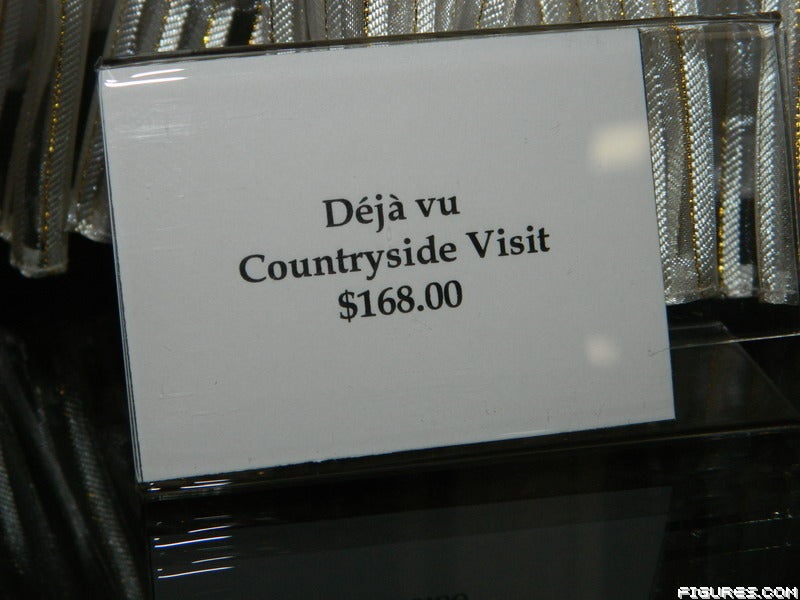 Déjà vu
Countryside Visit
$168.00
FIGURES.COM